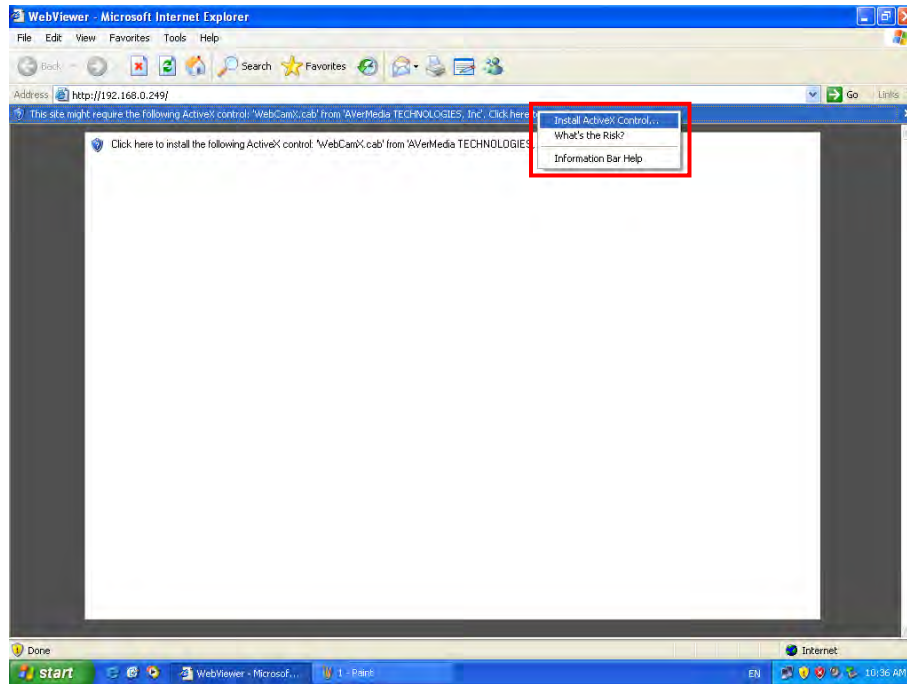 WebViewer - Microsoft Internet Explorer
File Edit View Favorites Tools Help
Back Search Favorites
Address http://192.168.0.249/ Go Links
This site might require the following ActiveX control: 'WebCamX.cab' from 'AVerMedia TECHNOLOGIES, Inc'. Click here to
Install ActiveX Control...
What's the Risk?
Information Bar Help
Click here to install the following ActiveX control: 'WebCamX.cab' from 'AVerMedia TECHNOLOGIES,
Done Internet
start WebViewer - Microsof... 1 - Paint EN 10:36 AM